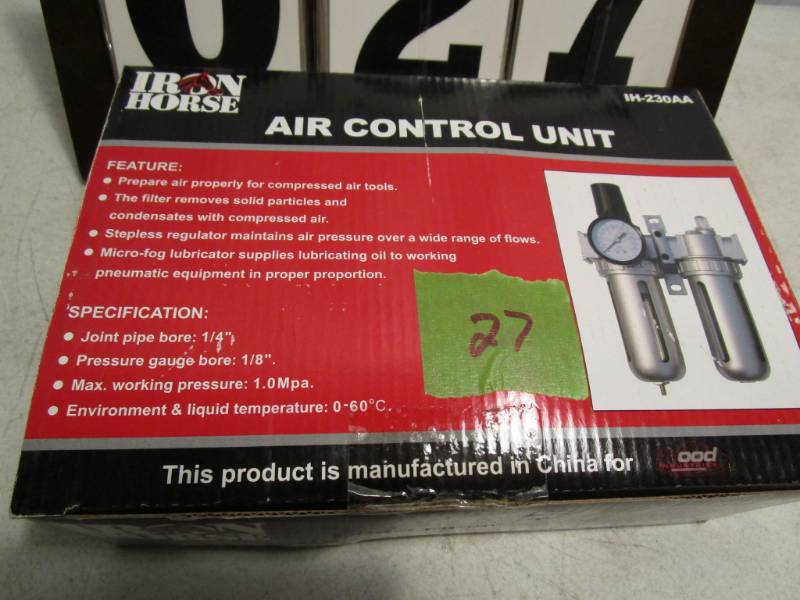 027
IRON
HORSE
IH-230AA
AIR CONTROL UNIT
FEATURE:
• Prepare air properly for compressed air tools.
• The filter removes solid particles and
condensates with compressed air.
• Stepless regulator maintains air pressure over a wide range of flows.
• Micro-fog lubricator supplies lubricating oil to working
pneumatic equipment in proper proportion.
SPECIFICATION:
• Joint pipe bore: 1/4".
• Pressure gauge bore: 1/8".
• Max. working pressure: 1.0Mpa.
• Environment & liquid temperature: 0-60°C.
27
This product is manufactured in China for
ood